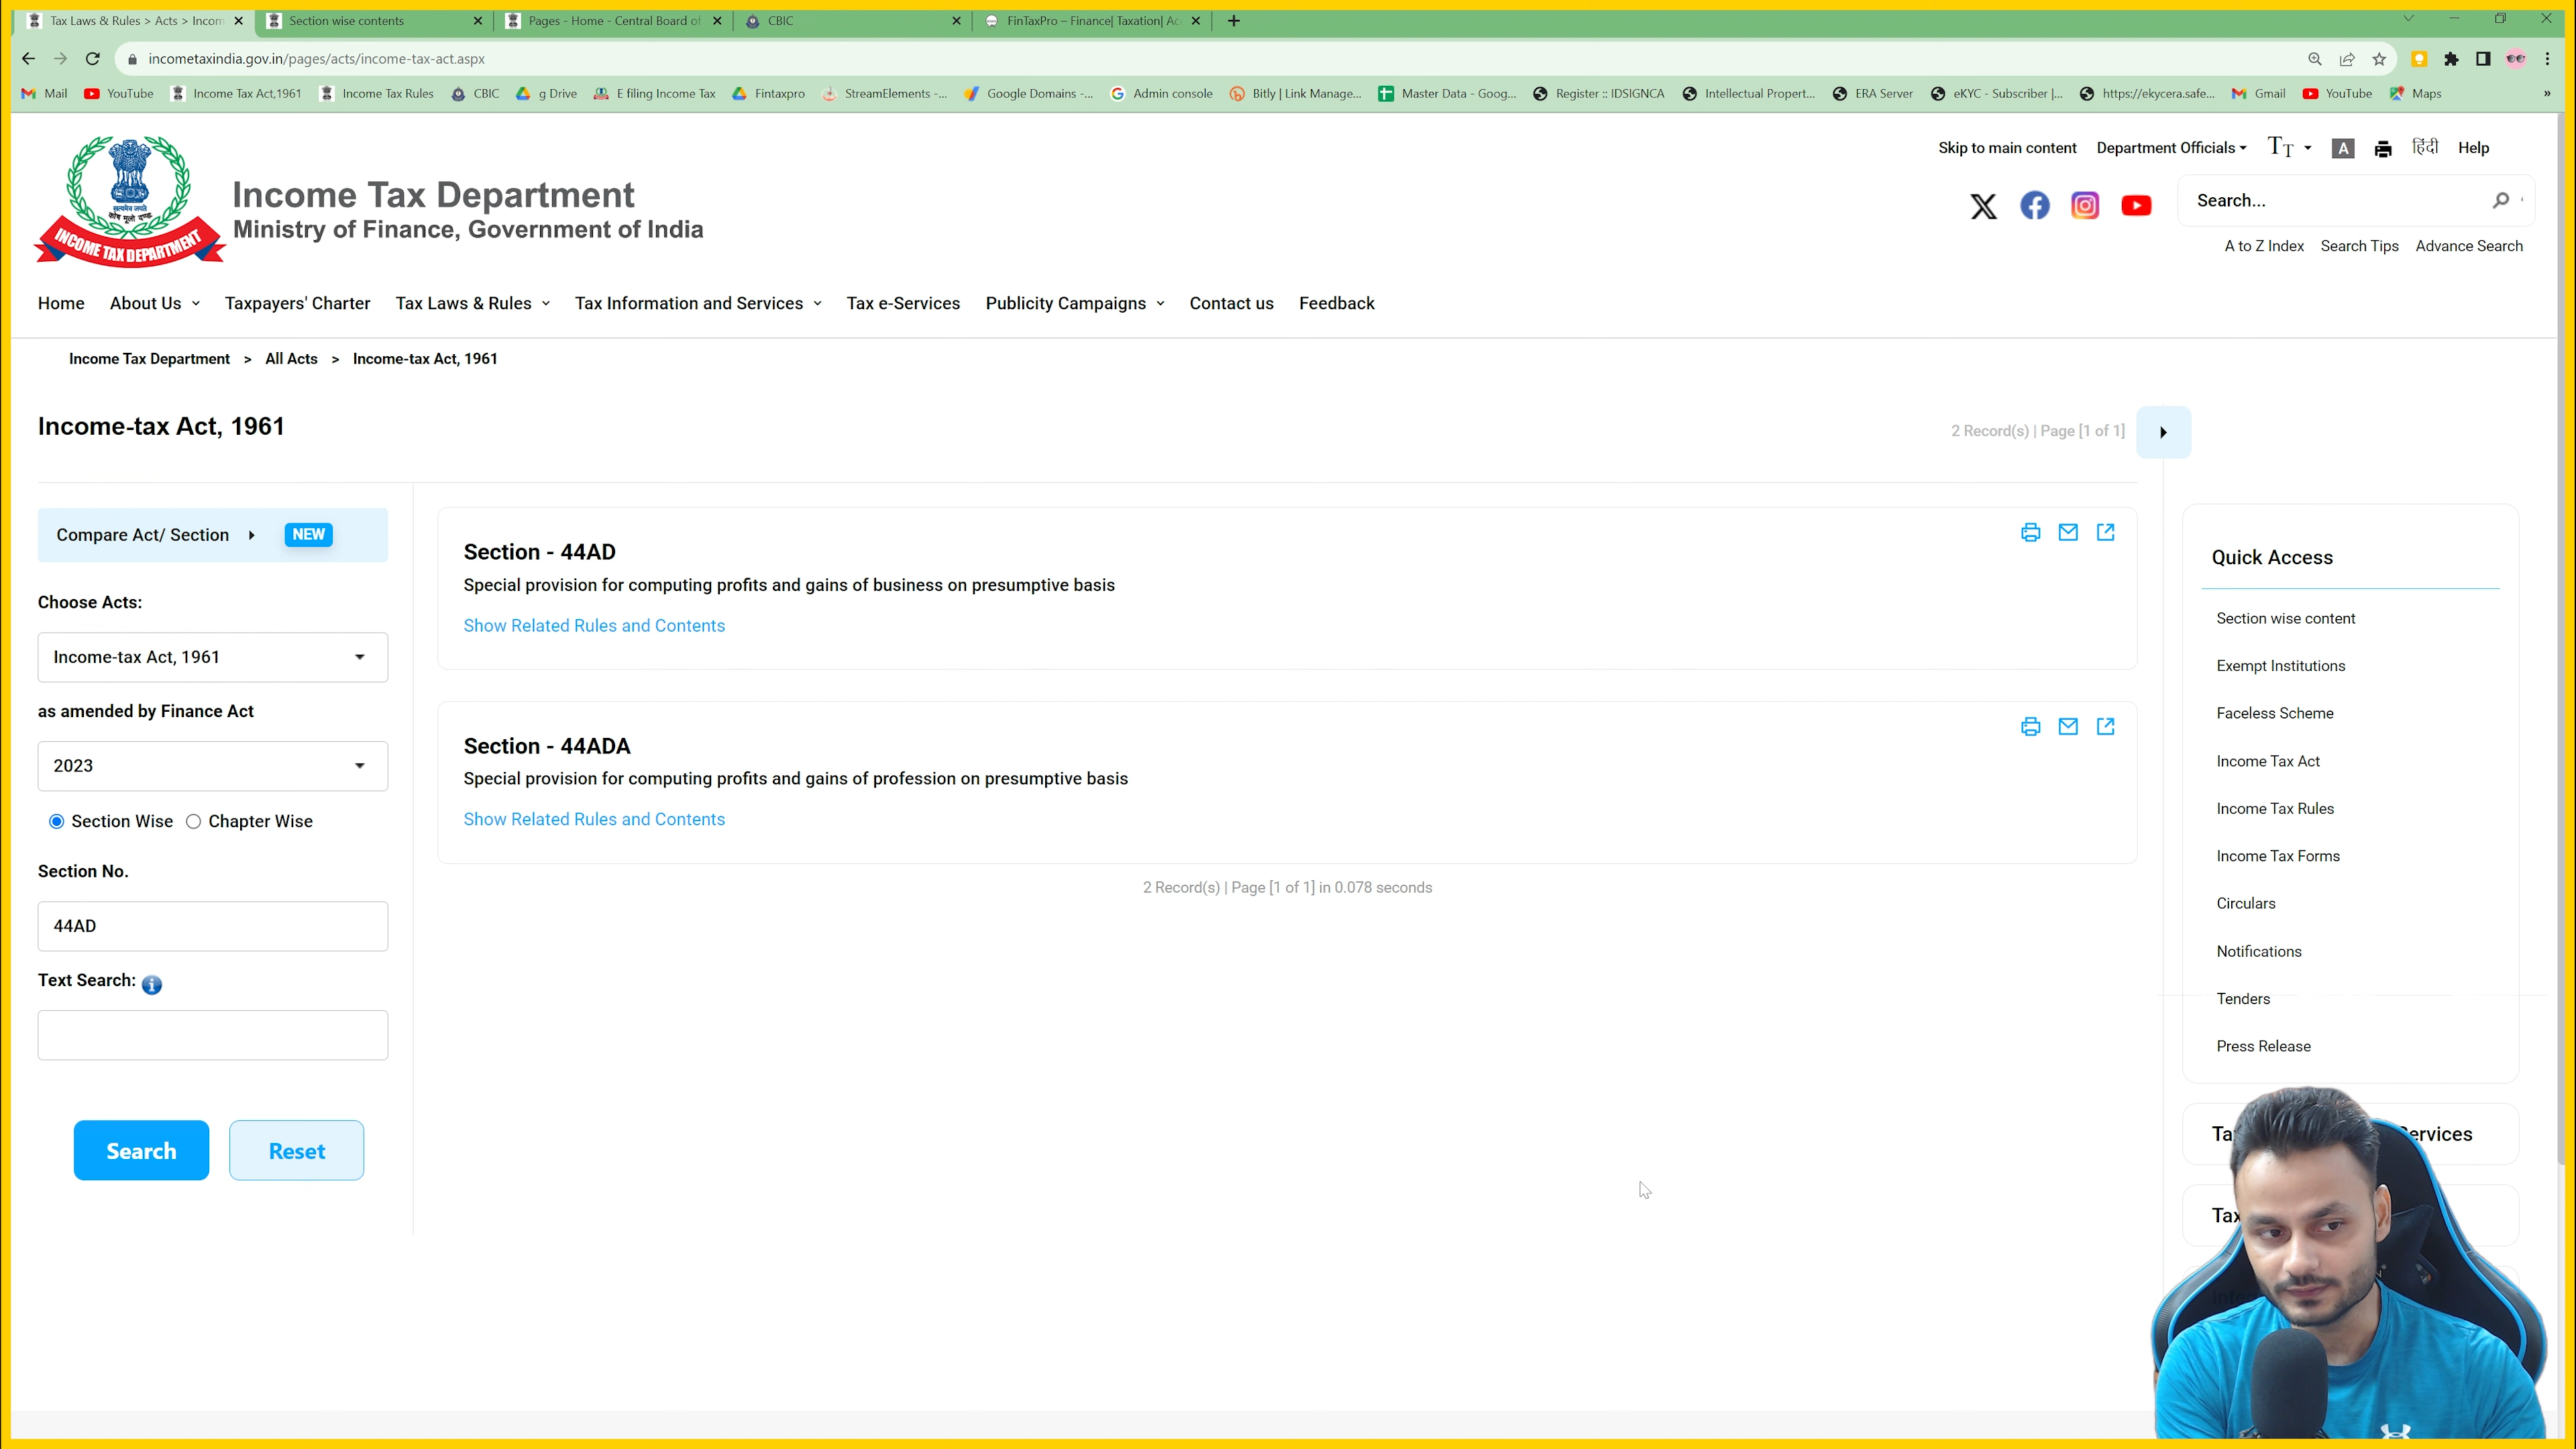 Tax Laws & Rules > Acts > Incom
Section wise contents
Pages - Home - Central Board of
CBIC
FinTaxPro – Finance| Taxation| Ac
incometaxindia.gov.in/pages/acts/income-tax-act.aspx
Mail
YouTube
Income Tax Act,1961
Income Tax Rules
CBIC
g Drive
E filing Income Tax
Fintaxpro
StreamElements -...
Google Domains -...
Admin console
Bitly | Link Manage...
Master Data - Goog...
Register :: IDSIGNCA
Intellectual Propert...
ERA Server
eKYC - Subscriber |...
https://ekycera.safe...
Gmail
YouTube
Maps
»
सत्यमेव जयते
कोष मूलो दण्डः
INCOME TAX DEPARTMENT
Income Tax Department
Ministry of Finance, Government of India
Skip to main content
Department Officials
TT
A
हिंदी
Help
Search...
A to Z Index
Search Tips
Advance Search
Home
About Us
Taxpayers' Charter
Tax Laws & Rules
Tax Information and Services
Tax e-Services
Publicity Campaigns
Contact us
Feedback
Income Tax Department > All Acts > Income-tax Act, 1961
Income-tax Act, 1961
2 Record(s) | Page [1 of 1]
Compare Act/ Section
NEW
Choose Acts:
Income-tax Act, 1961
as amended by Finance Act
2023
Section Wise
Chapter Wise
Section No.
44AD
Text Search:
Search
Reset
Section - 44AD
Special provision for computing profits and gains of business on presumptive basis
Show Related Rules and Contents
Section - 44ADA
Special provision for computing profits and gains of profession on presumptive basis
Show Related Rules and Contents
2 Record(s) | Page [1 of 1] in 0.078 seconds
Quick Access
Section wise content
Exempt Institutions
Faceless Scheme
Income Tax Act
Income Tax Rules
Income Tax Forms
Circulars
Notifications
Tenders
Press Release
Ta
ervices
Tax